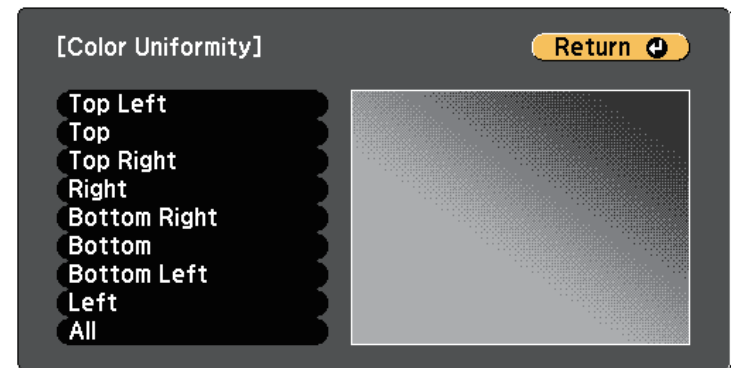 [Color Uniformity]
Return
Top Left
Top
Top Right
Right
Bottom Right
Bottom
Bottom Left
Left
All